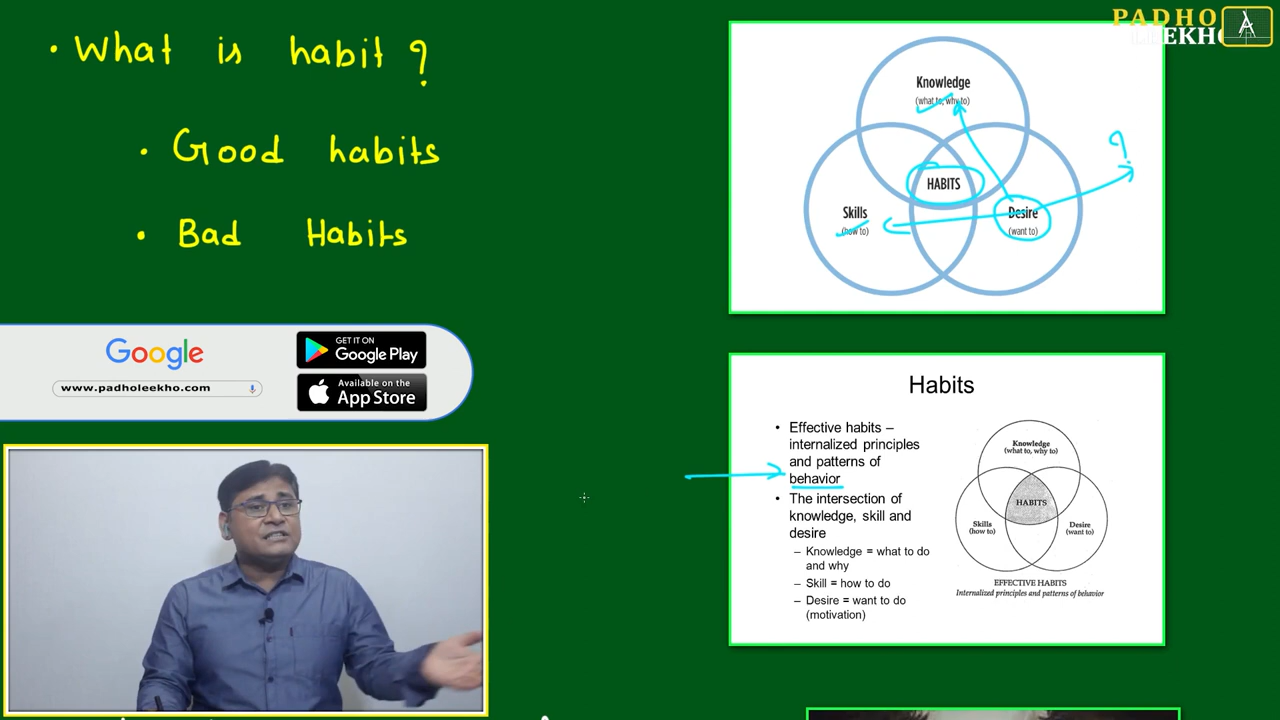 • What is habit ?
• Good habits
• Bad Habits
PADHO
LEEKHO
Knowledge
(what to, why to)
HABITS
Skills
(how to)
Desire
(want to)
?
Google
www.padholeekho.com
GET IT ON
Google Play
Available on the
App Store
Habits
• Effective habits –
internalized principles
and patterns of
behavior
• The intersection of
knowledge, skill and
desire
– Knowledge = what to do
and why
– Skill = how to do
– Desire = want to do
(motivation)
Knowledge
(what to, why to)
HABITS
Skills
(how to)
Desire
(want to)
EFFECTIVE HABITS
Internalized principles and patterns of behavior